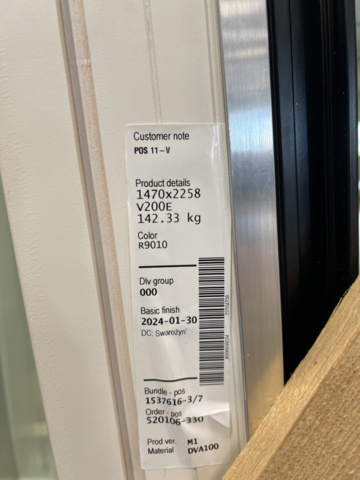 Customer note
POS 11-V
Product details
1470x2258
V200E
142.33 kg
Color
R9010
Dlv group
000
Basic finish
2024-01-30
DC: Swarożyn'
Bundle - pos
1537616-3/7
Order - pos
520106-330
Prod ver. M1
Material DVA100